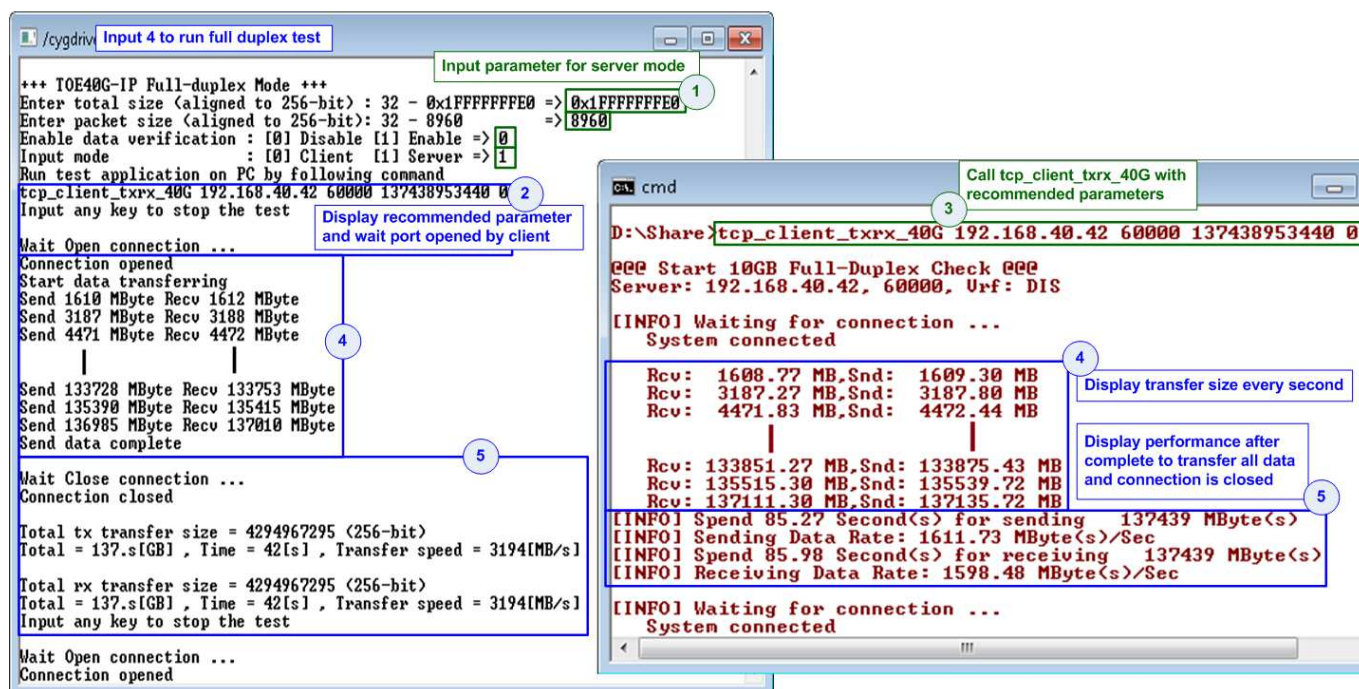 /cygdrive
Input 4 to run full duplex test
Input parameter for server mode
1
+++ TOE40G-IP Full-duplex Mode +++
Enter total size (aligned to 256-bit) : 32 - 0x1FFFFFFFE0 => 0x1FFFFFFFE0
Enter packet size (aligned to 256-bit): 32 - 8960 => 8960
Enable data verification : [0] Disable [1] Enable => 0
Input mode : [0] Client [1] Server => 1
Run test application on PC by following command
tcp_client_txrx_40G 192.168.40.42 60000 137438953440 0
Input any key to stop the test
2
Display recommended parameter
and wait port opened by client
Wait Open connection ...
Connection opened
Start data transferring
Send 1610 MByte Recv 1612 MByte
Send 3187 MByte Recv 3188 MByte
Send 4471 MByte Recv 4472 MByte
4
Send 133728 MByte Recv 133753 MByte
Send 135390 MByte Recv 135415 MByte
Send 136985 MByte Recv 137010 MByte
Send data complete
5
Wait Close connection ...
Connection closed
Total tx transfer size = 4294967295 (256-bit)
Total = 137.s[GB] , Time = 42[s] , Transfer speed = 3194[MB/s]
Total rx transfer size = 4294967295 (256-bit)
Total = 137.s[GB] , Time = 42[s] , Transfer speed = 3194[MB/s]
Input any key to stop the test
Wait Open connection ...
Connection opened
C:\. cmd
Call tcp_client_txrx_40G with
recommended parameters
3
D:\Share>tcp_client_txrx_40G 192.168.40.42 60000 137438953440 0
@@@ Start 10GB Full-Duplex Check @@@
Server: 192.168.40.42, 60000, Vrf: DIS
[INFO] Waiting for connection ...
System connected
4
Display transfer size every second
Rcv: 1608.77 MB,Snd: 1609.30 MB
Rcv: 3187.27 MB,Snd: 3187.80 MB
Rcv: 4471.83 MB,Snd: 4472.44 MB
Display performance after
complete to transfer all data
and connection is closed
5
Rcv: 133851.27 MB,Snd: 133875.43 MB
Rcv: 135515.30 MB,Snd: 135539.72 MB
Rcv: 137111.30 MB,Snd: 137135.72 MB
[INFO] Spend 85.27 Second(s) for sending 137439 MByte(s)
[INFO] Sending Data Rate: 1611.73 MByte(s)/Sec
[INFO] Spend 85.98 Second(s) for receiving 137439 MByte(s)
[INFO] Receiving Data Rate: 1598.48 MByte(s)/Sec
[INFO] Waiting for connection ...
System connected